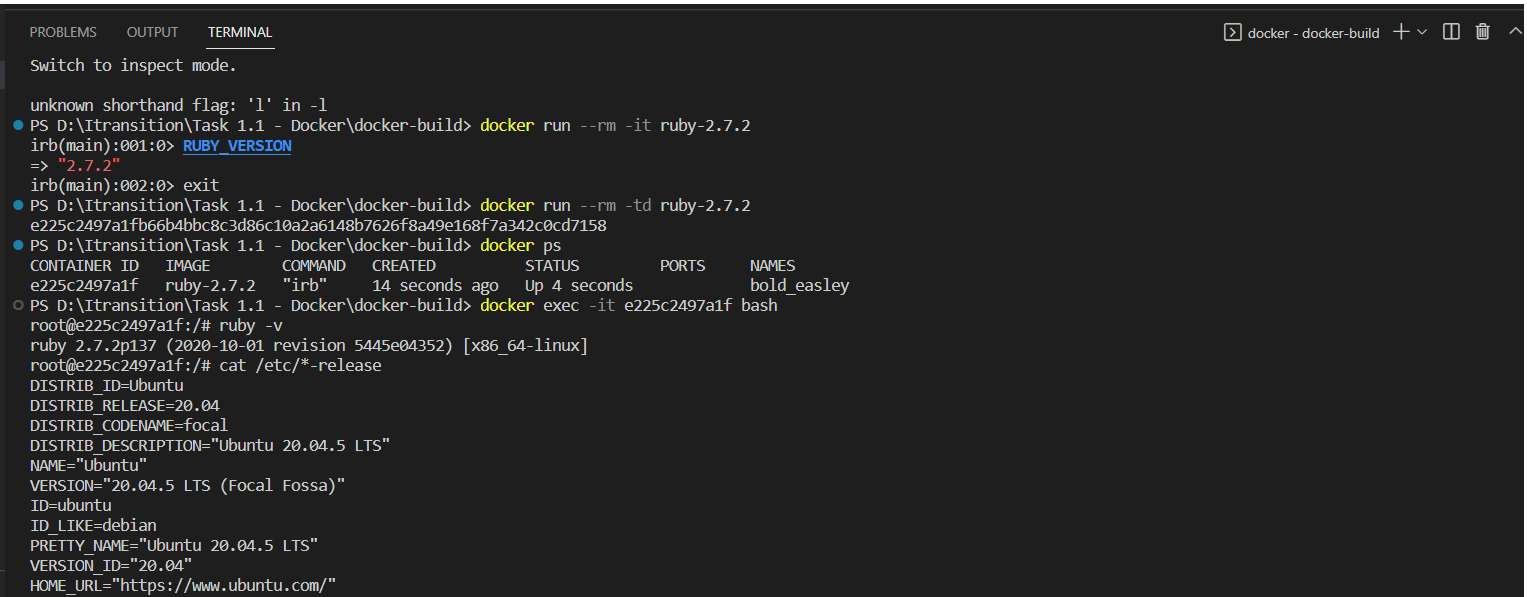 PROBLEMS OUTPUT TERMINAL docker - docker-build
Switch to inspect mode.
unknown shorthand flag: 'l' in -l
PS D:\Itransition\Task 1.1 - Docker\docker-build> docker run --rm -it ruby-2.7.2
irb(main):001:0> RUBY_VERSION
=> "2.7.2"
irb(main):002:0> exit
PS D:\Itransition\Task 1.1 - Docker\docker-build> docker run --rm -td ruby-2.7.2
e225c2497a1fb66b4bbc8c3d86c10a2a6148b7626f8a49e168f7a342c0cd7158
PS D:\Itransition\Task 1.1 - Docker\docker-build> docker ps
CONTAINER ID   IMAGE        COMMAND   CREATED          STATUS         PORTS     NAMES
e225c2497a1f   ruby-2.7.2   "irb"     14 seconds ago   Up 4 seconds             bold_easley
PS D:\Itransition\Task 1.1 - Docker\docker-build> docker exec -it e225c2497a1f bash
root@e225c2497a1f:/# ruby -v
ruby 2.7.2p137 (2020-10-01 revision 5445e04352) [x86_64-linux]
root@e225c2497a1f:/# cat /etc/*-release
DISTRIB_ID=Ubuntu
DISTRIB_RELEASE=20.04
DISTRIB_CODENAME=focal
DISTRIB_DESCRIPTION="Ubuntu 20.04.5 LTS"
NAME="Ubuntu"
VERSION="20.04.5 LTS (Focal Fossa)"
ID=ubuntu
ID_LIKE=debian
PRETTY_NAME="Ubuntu 20.04.5 LTS"
VERSION_ID="20.04"
HOME_URL="https://www.ubuntu.com/"